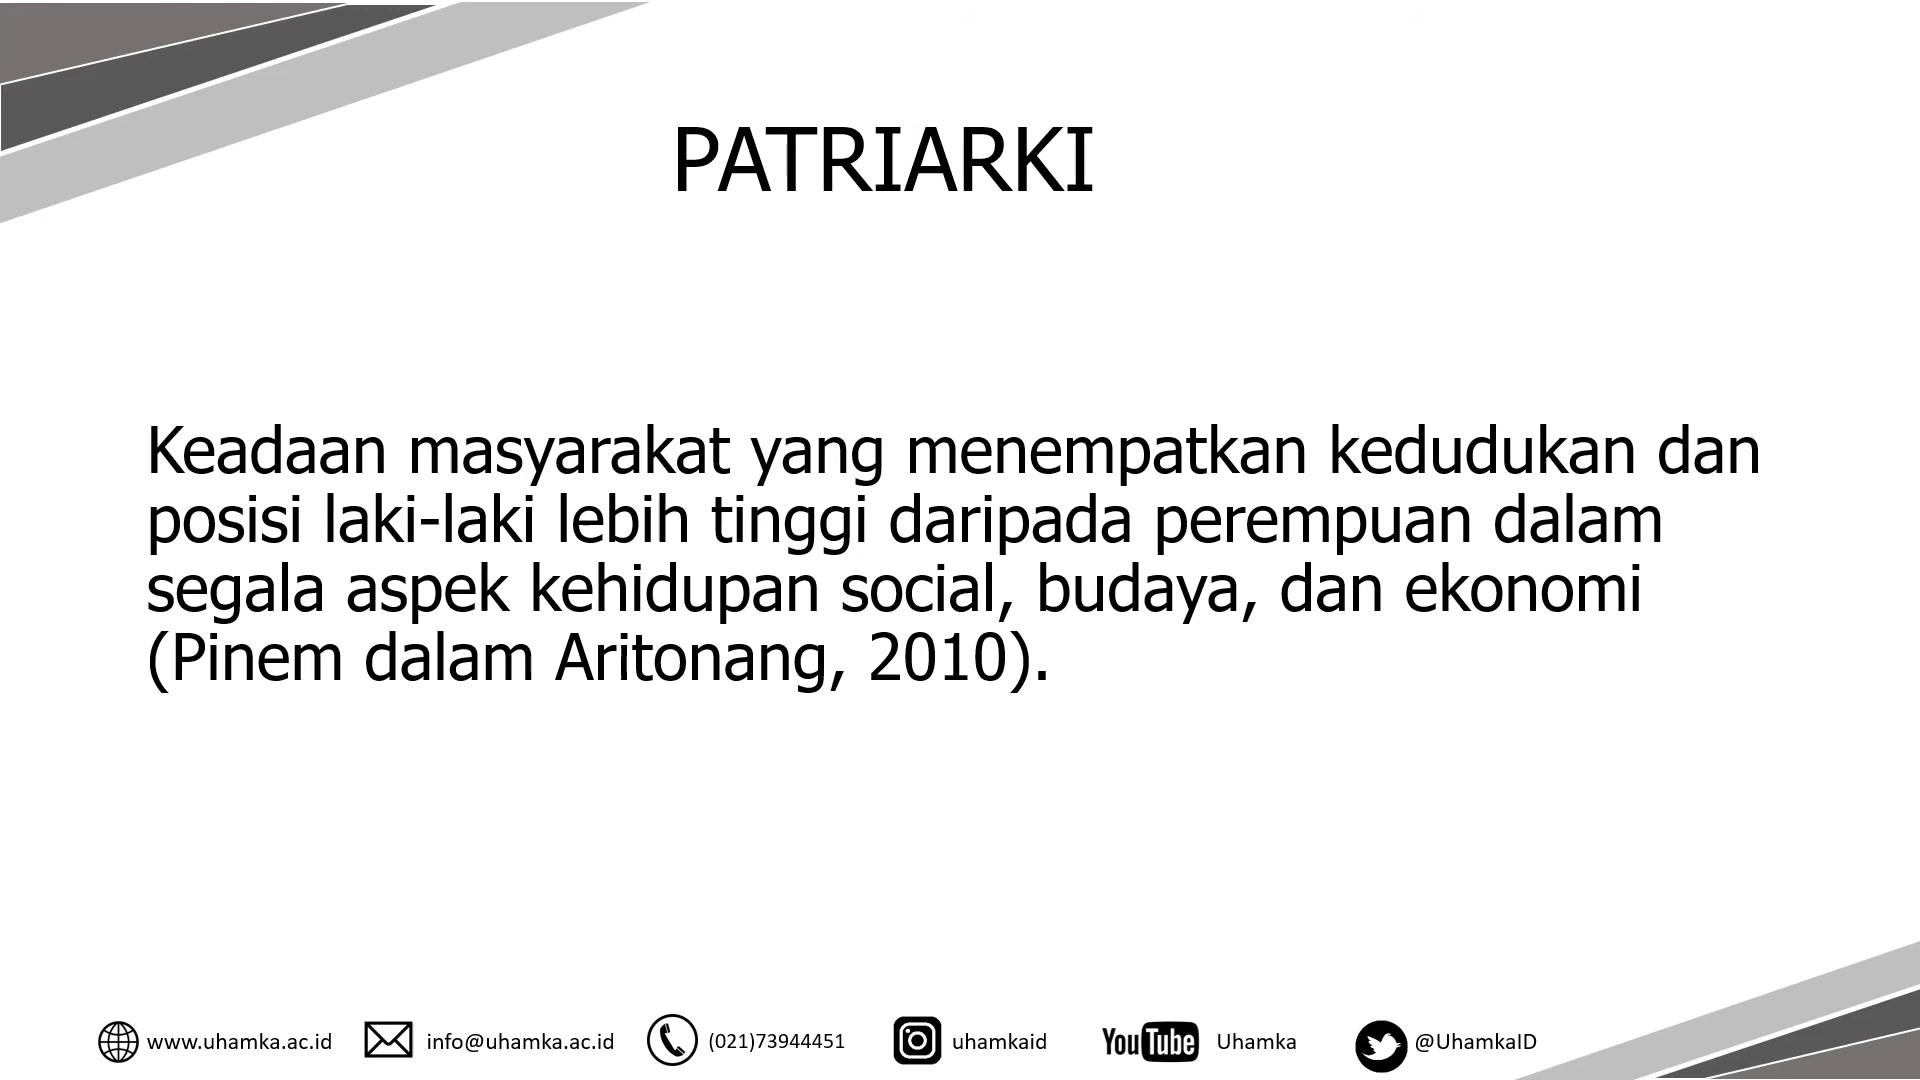 PATRIARKI
Keadaan masyarakat yang menempatkan kedudukan dan
posisi laki-laki lebih tinggi daripada perempuan dalam
segala aspek kehidupan social, budaya, dan ekonomi
(Pinem dalam Aritonang, 2010).
www.uhamka.ac.id info@uhamka.ac.id (021)73944451 uhamkaid YouTube Uhamka @UhamkaID